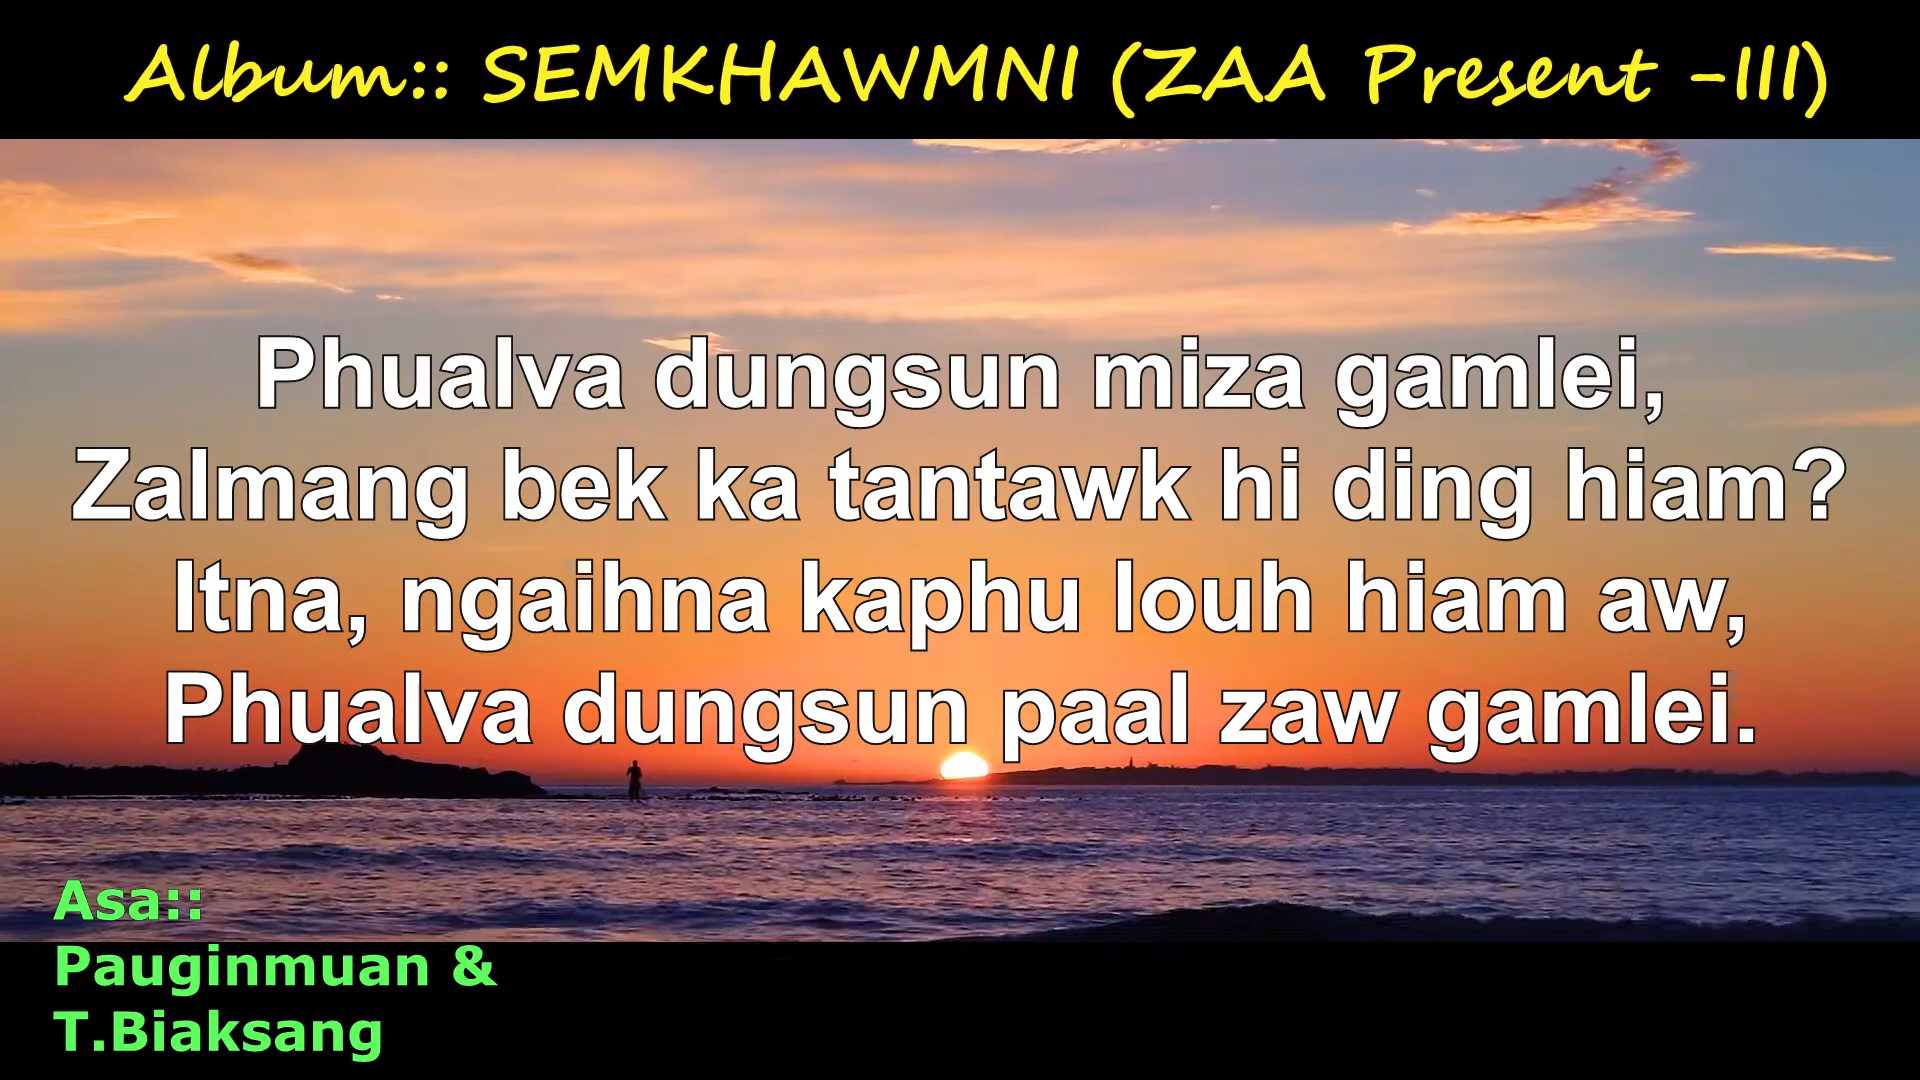 Album:: SEMKHAWMNI (ZAA Present -III)
Phualva dungsun miza gamlei,
Zalmang bek ka tantawk hi ding hiam?
Itna, ngaihna kaphu louh hiam aw,
Phualva dungsun paal zaw gamlei.
Asa::
Pauginmuan &
T.Biaksang